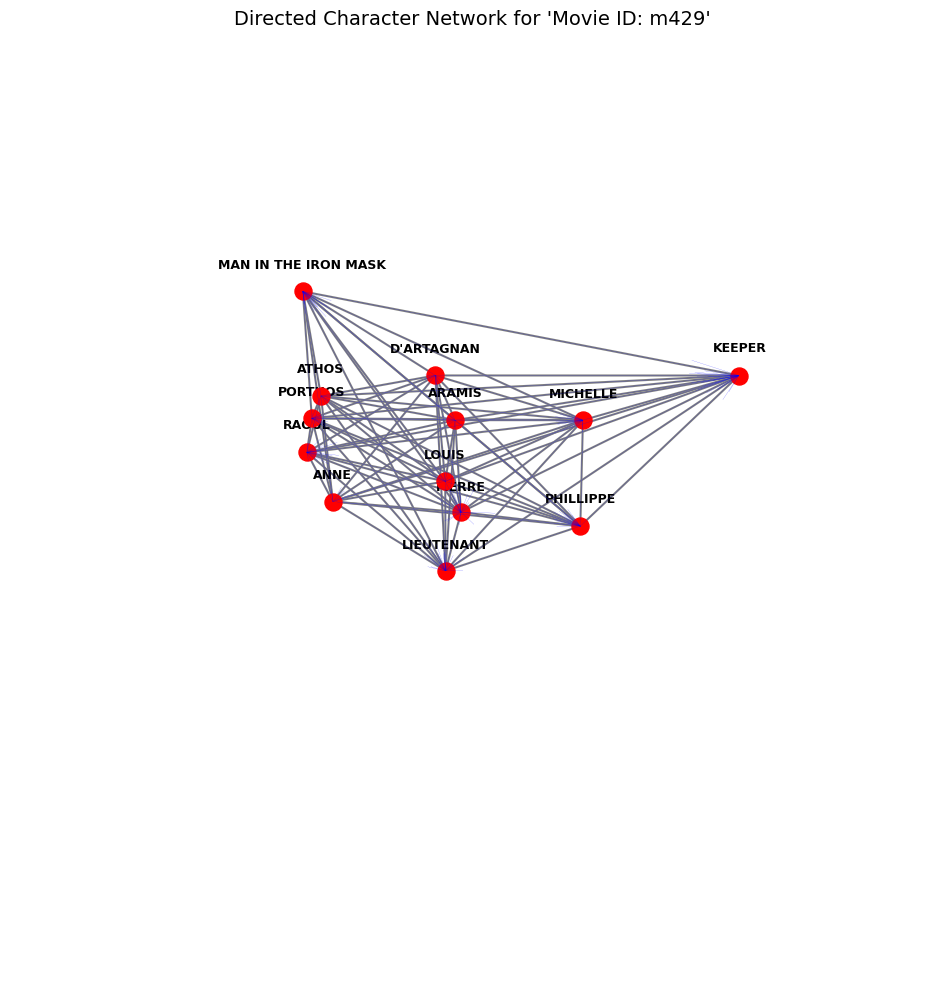 Directed Character Network for 'Movie ID: m429'
MAN IN THE IRON MASK
KEEPER
D'ARTAGNAN
ATHOS
PORTHOS
ARAMIS
MICHELLE
RAOUL
LOUIS
ANNE
PIERRE
PHILLIPPE
LIEUTENANT